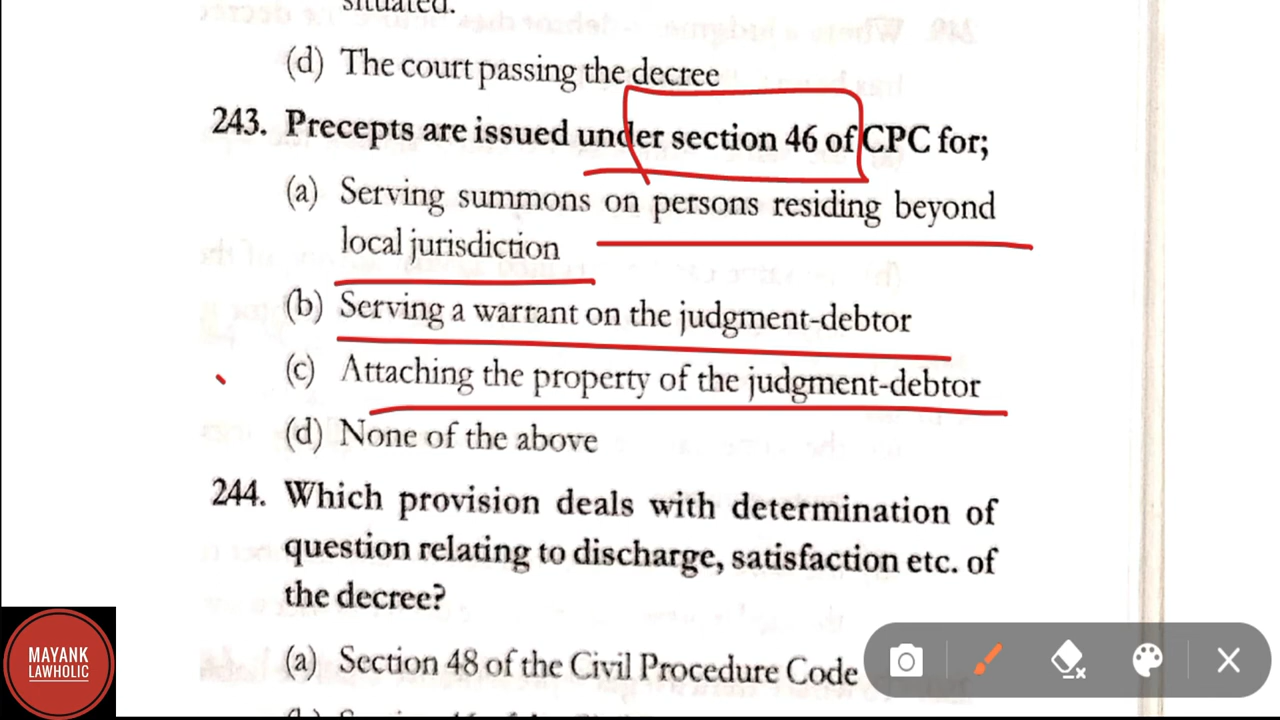 situated.
(d) The court passing the decree
243. Precepts are issued under section 46 of CPC for;
(a) Serving summons on persons residing beyond
local jurisdiction
(b) Serving a warrant on the judgment-debtor
(c) Attaching the property of the judgment-debtor
(d) None of the above
244. Which provision deals with determination of
question relating to discharge, satisfaction etc. of
the decree?
(a) Section 48 of the Civil Procedure Code
MAYANK
LAWHOLIC